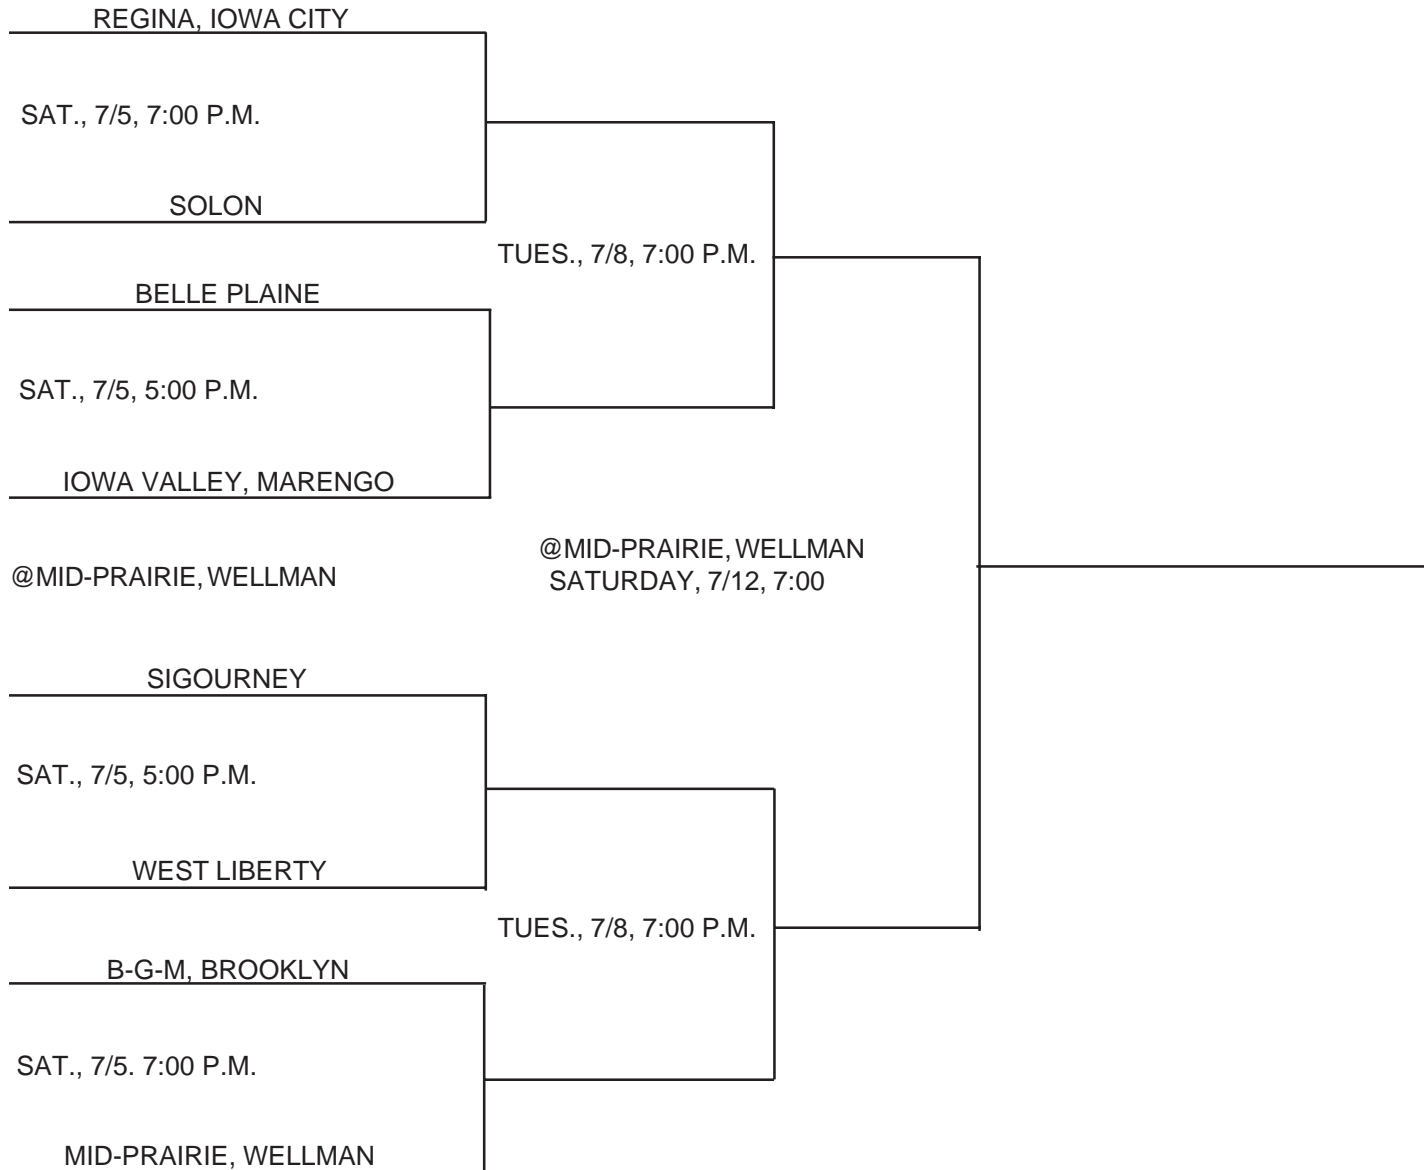 REGINA, IOWA CITY
SAT., 7/5, 7:00 P.M.
SOLON
TUES., 7/8, 7:00 P.M.
BELLE PLAINE
SAT., 7/5, 5:00 P.M.
IOWA VALLEY, MARENGO
@MID-PRAIRIE, WELLMAN
@MID-PRAIRIE, WELLMAN
SATURDAY, 7/12, 7:00
SIGOURNEY
SAT., 7/5, 5:00 P.M.
WEST LIBERTY
TUES., 7/8, 7:00 P.M.
B-G-M, BROOKLYN
SAT., 7/5. 7:00 P.M.
MID-PRAIRIE, WELLMAN